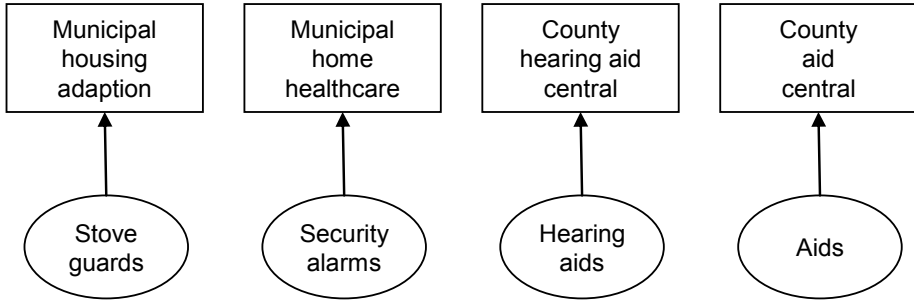 Municipal
housing
adaption
Municipal
home
healthcare
County
hearing aid
central
County
aid
central
Stove
guards
Security
alarms
Hearing
aids
Aids